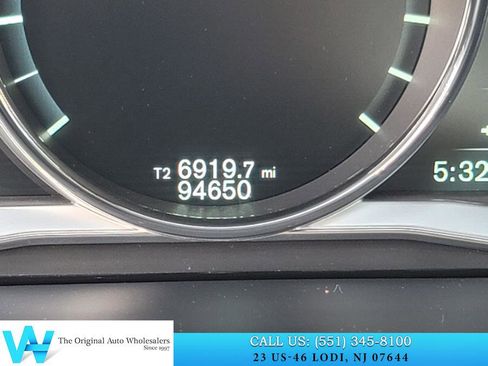 T2 6919.7 mi
94650
5:32
The Original Auto Wholesalers
Since 1997
CALL US: (551) 345-8100
23 US-46 LODI, NJ 07644